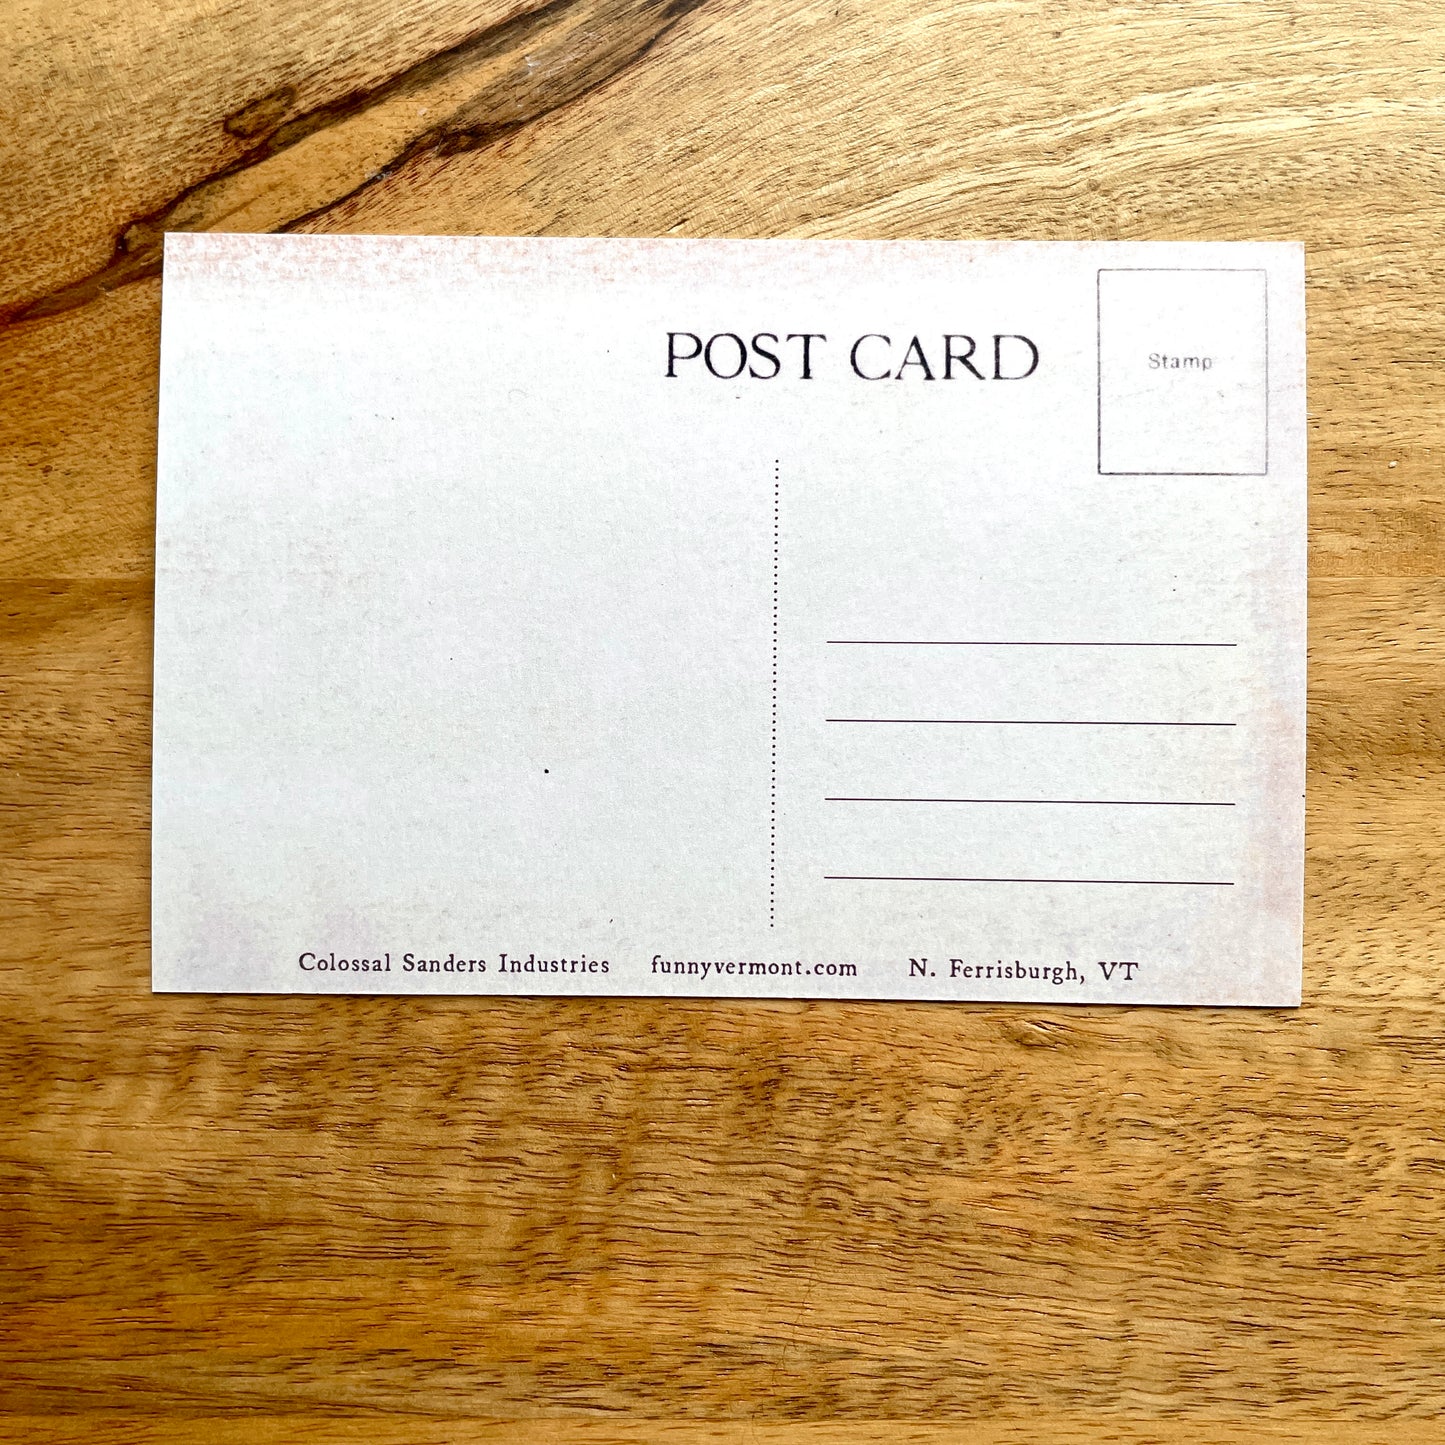 POST CARD
Stamp
Colossal Sanders Industries funnyvermont.com N. Ferrisburgh, VT